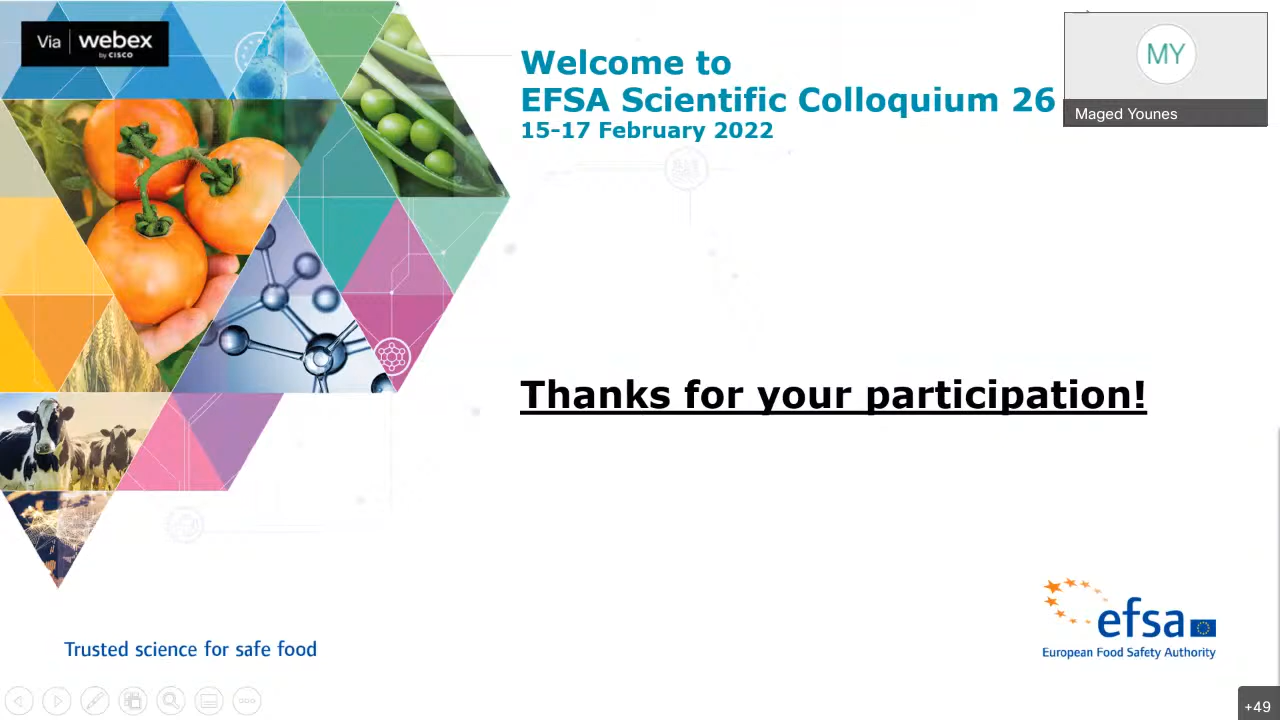 Via webex
by CISCO
Welcome to
EFSA Scientific Colloquium 26
15-17 February 2022
MY
Maged Younes
Thanks for your participation!
efsa
European Food Safety Authority
Trusted science for safe food
+49